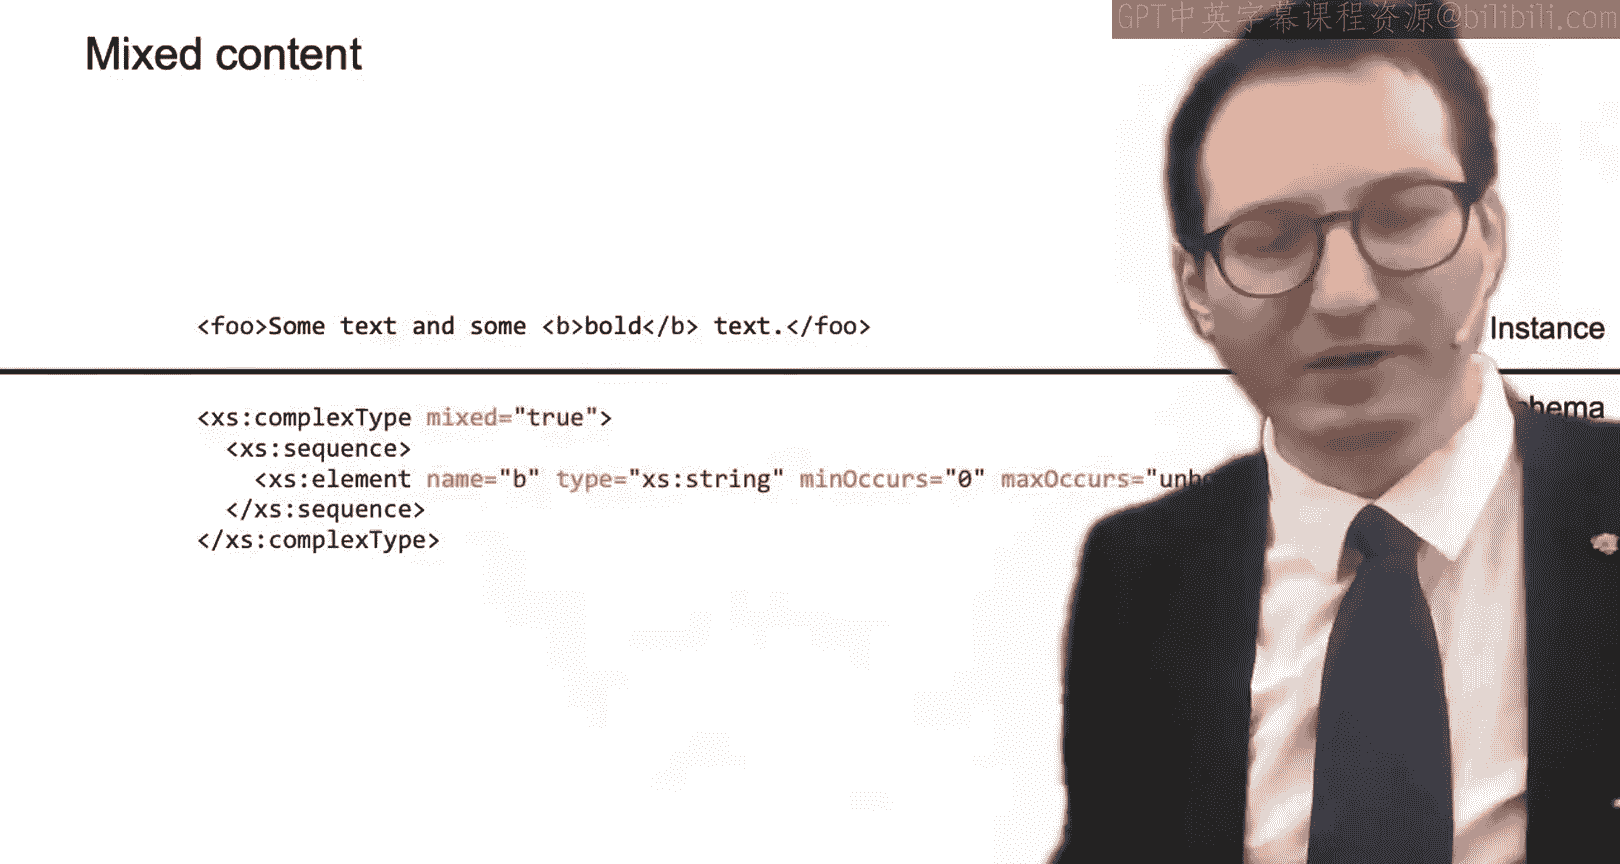 GPT中英字幕课程资源@bilibili.com
Mixed content
<foo>Some text and some <b>bold</b> text.</foo>
Instance
<xs:complexType mixed="true">
<xs:sequence>
<xs:element name="b" type="xs:string" minOccurs="0" maxOccurs=
</xs:sequence>
</xs:complexType>